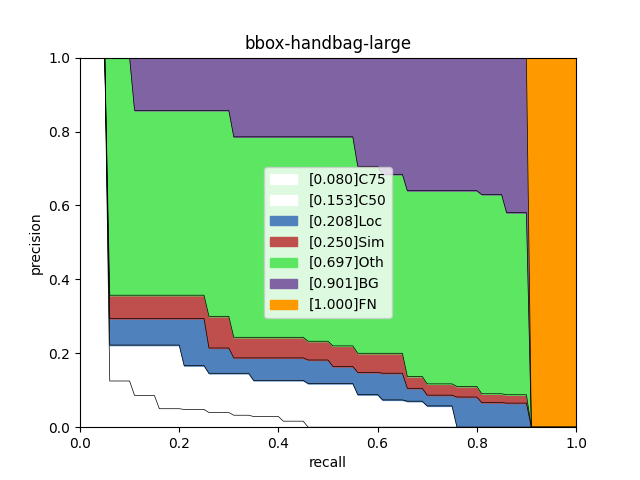 bbox-handbag-large
1.0
0.8
0.6
0.4
0.2
0.0
precision
[0.080]C75
[0.153]C50
[0.208]Loc
[0.250]Sim
[0.697]Oth
[0.901]BG
[1.000]FN
0.0 0.2 0.4 0.6 0.8 1.0
recall